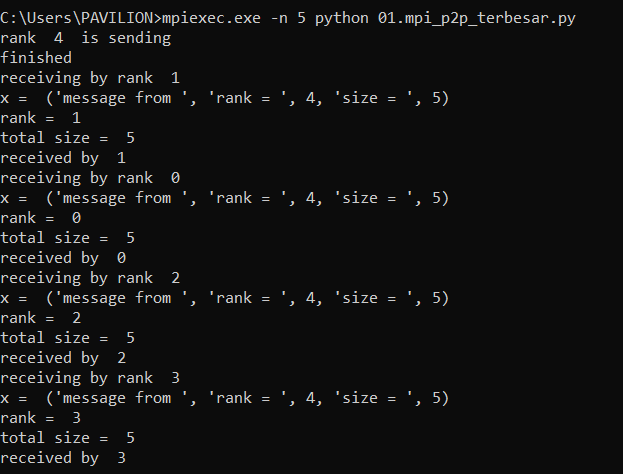 C:\Users\PAVILION>mpiexec.exe -n 5 python 01.mpi_p2p_terbesar.py
rank  4  is sending
finished
receiving by rank  1
x =  ('message from ', 'rank = ', 4, 'size = ', 5)
rank =  1
total size =  5
received by  1
receiving by rank  0
x =  ('message from ', 'rank = ', 4, 'size = ', 5)
rank =  0
total size =  5
received by  0
receiving by rank  2
x =  ('message from ', 'rank = ', 4, 'size = ', 5)
rank =  2
total size =  5
received by  2
receiving by rank  3
x =  ('message from ', 'rank = ', 4, 'size = ', 5)
rank =  3
total size =  5
received by  3